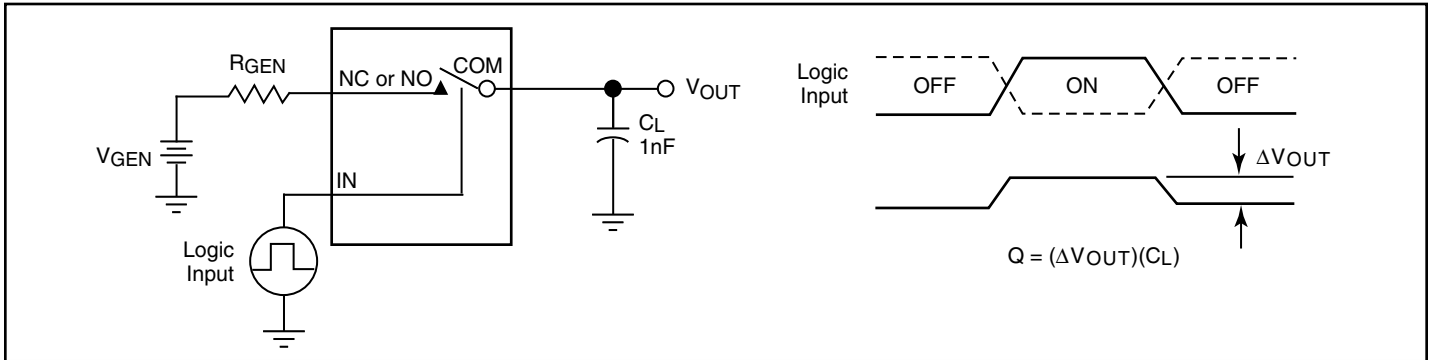 RGEN
NC or NO
COM
VOUT
CL
1nF
VGEN
IN
Logic
Input
Logic
Input
OFF
ON
OFF
ΔVOUT
Q = (ΔVOUT)(CL)